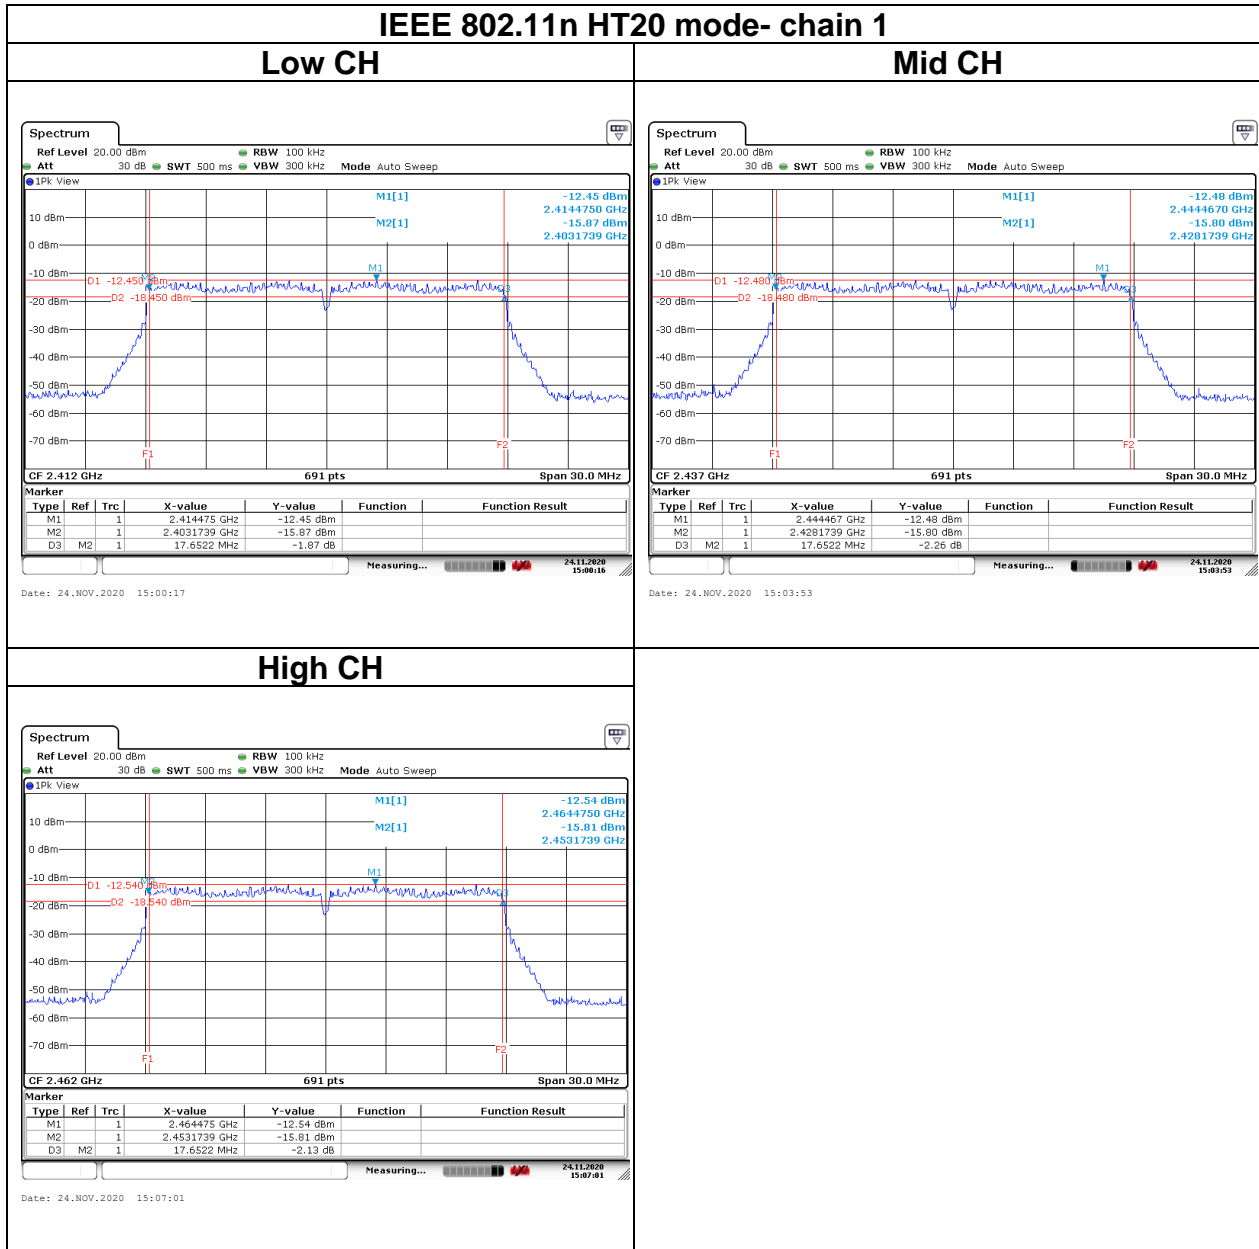 IEEE 802.11n HT20 mode- chain 1
Low CH
Mid CH
Spectrum
Ref Level 20.00 dBm RBW 100 kHz
Att 30 dB SWT 500 ms VBW 300 kHz Mode Auto Sweep
1Pk View
M1[1] -12.45 dBm
2.4144750 GHz
M2[1] -15.87 dBm
2.4031739 GHz
10 dBm
0 dBm
-10 dBm
M1
D1 -12.450 dBm
D3
D2 -18.450 dBm
-20 dBm
-30 dBm
-40 dBm
-50 dBm
-60 dBm
-70 dBm
F1
F2
CF 2.412 GHz 691 pts Span 30.0 MHz
Marker
Type Ref Trc X-value Y-value Function Function Result
M1 1 2.414475 GHz -12.45 dBm
M2 1 2.4031739 GHz -15.87 dBm
D3 M2 1 17.6522 MHz -1.87 dB
Measuring... 24.11.2020
15:00:16
Date: 24.NOV.2020 15:00:17
Spectrum
Ref Level 20.00 dBm RBW 100 kHz
Att 30 dB SWT 500 ms VBW 300 kHz Mode Auto Sweep
1Pk View
M1[1] -12.48 dBm
2.4444670 GHz
M2[1] -15.80 dBm
2.4281739 GHz
10 dBm
0 dBm
-10 dBm
M1
D1 -12.480 dBm
D3
D2 -18.480 dBm
-20 dBm
-30 dBm
-40 dBm
-50 dBm
-60 dBm
-70 dBm
F1
F2
CF 2.437 GHz 691 pts Span 30.0 MHz
Marker
Type Ref Trc X-value Y-value Function Function Result
M1 1 2.444467 GHz -12.48 dBm
M2 1 2.4281739 GHz -15.80 dBm
D3 M2 1 17.6522 MHz -2.26 dB
Measuring... 24.11.2020
15:03:53
Date: 24.NOV.2020 15:03:53
High CH
Spectrum
Ref Level 20.00 dBm RBW 100 kHz
Att 30 dB SWT 500 ms VBW 300 kHz Mode Auto Sweep
1Pk View
M1[1] -12.54 dBm
2.4644750 GHz
M2[1] -15.81 dBm
2.4531739 GHz
10 dBm
0 dBm
-10 dBm
M1
D1 -12.540 dBm
D3
D2 -18.540 dBm
-20 dBm
-30 dBm
-40 dBm
-50 dBm
-60 dBm
-70 dBm
F1
F2
CF 2.462 GHz 691 pts Span 30.0 MHz
Marker
Type Ref Trc X-value Y-value Function Function Result
M1 1 2.464475 GHz -12.54 dBm
M2 1 2.4531739 GHz -15.81 dBm
D3 M2 1 17.6522 MHz -2.13 dB
Measuring... 24.11.2020
15:07:01
Date: 24.NOV.2020 15:07:01